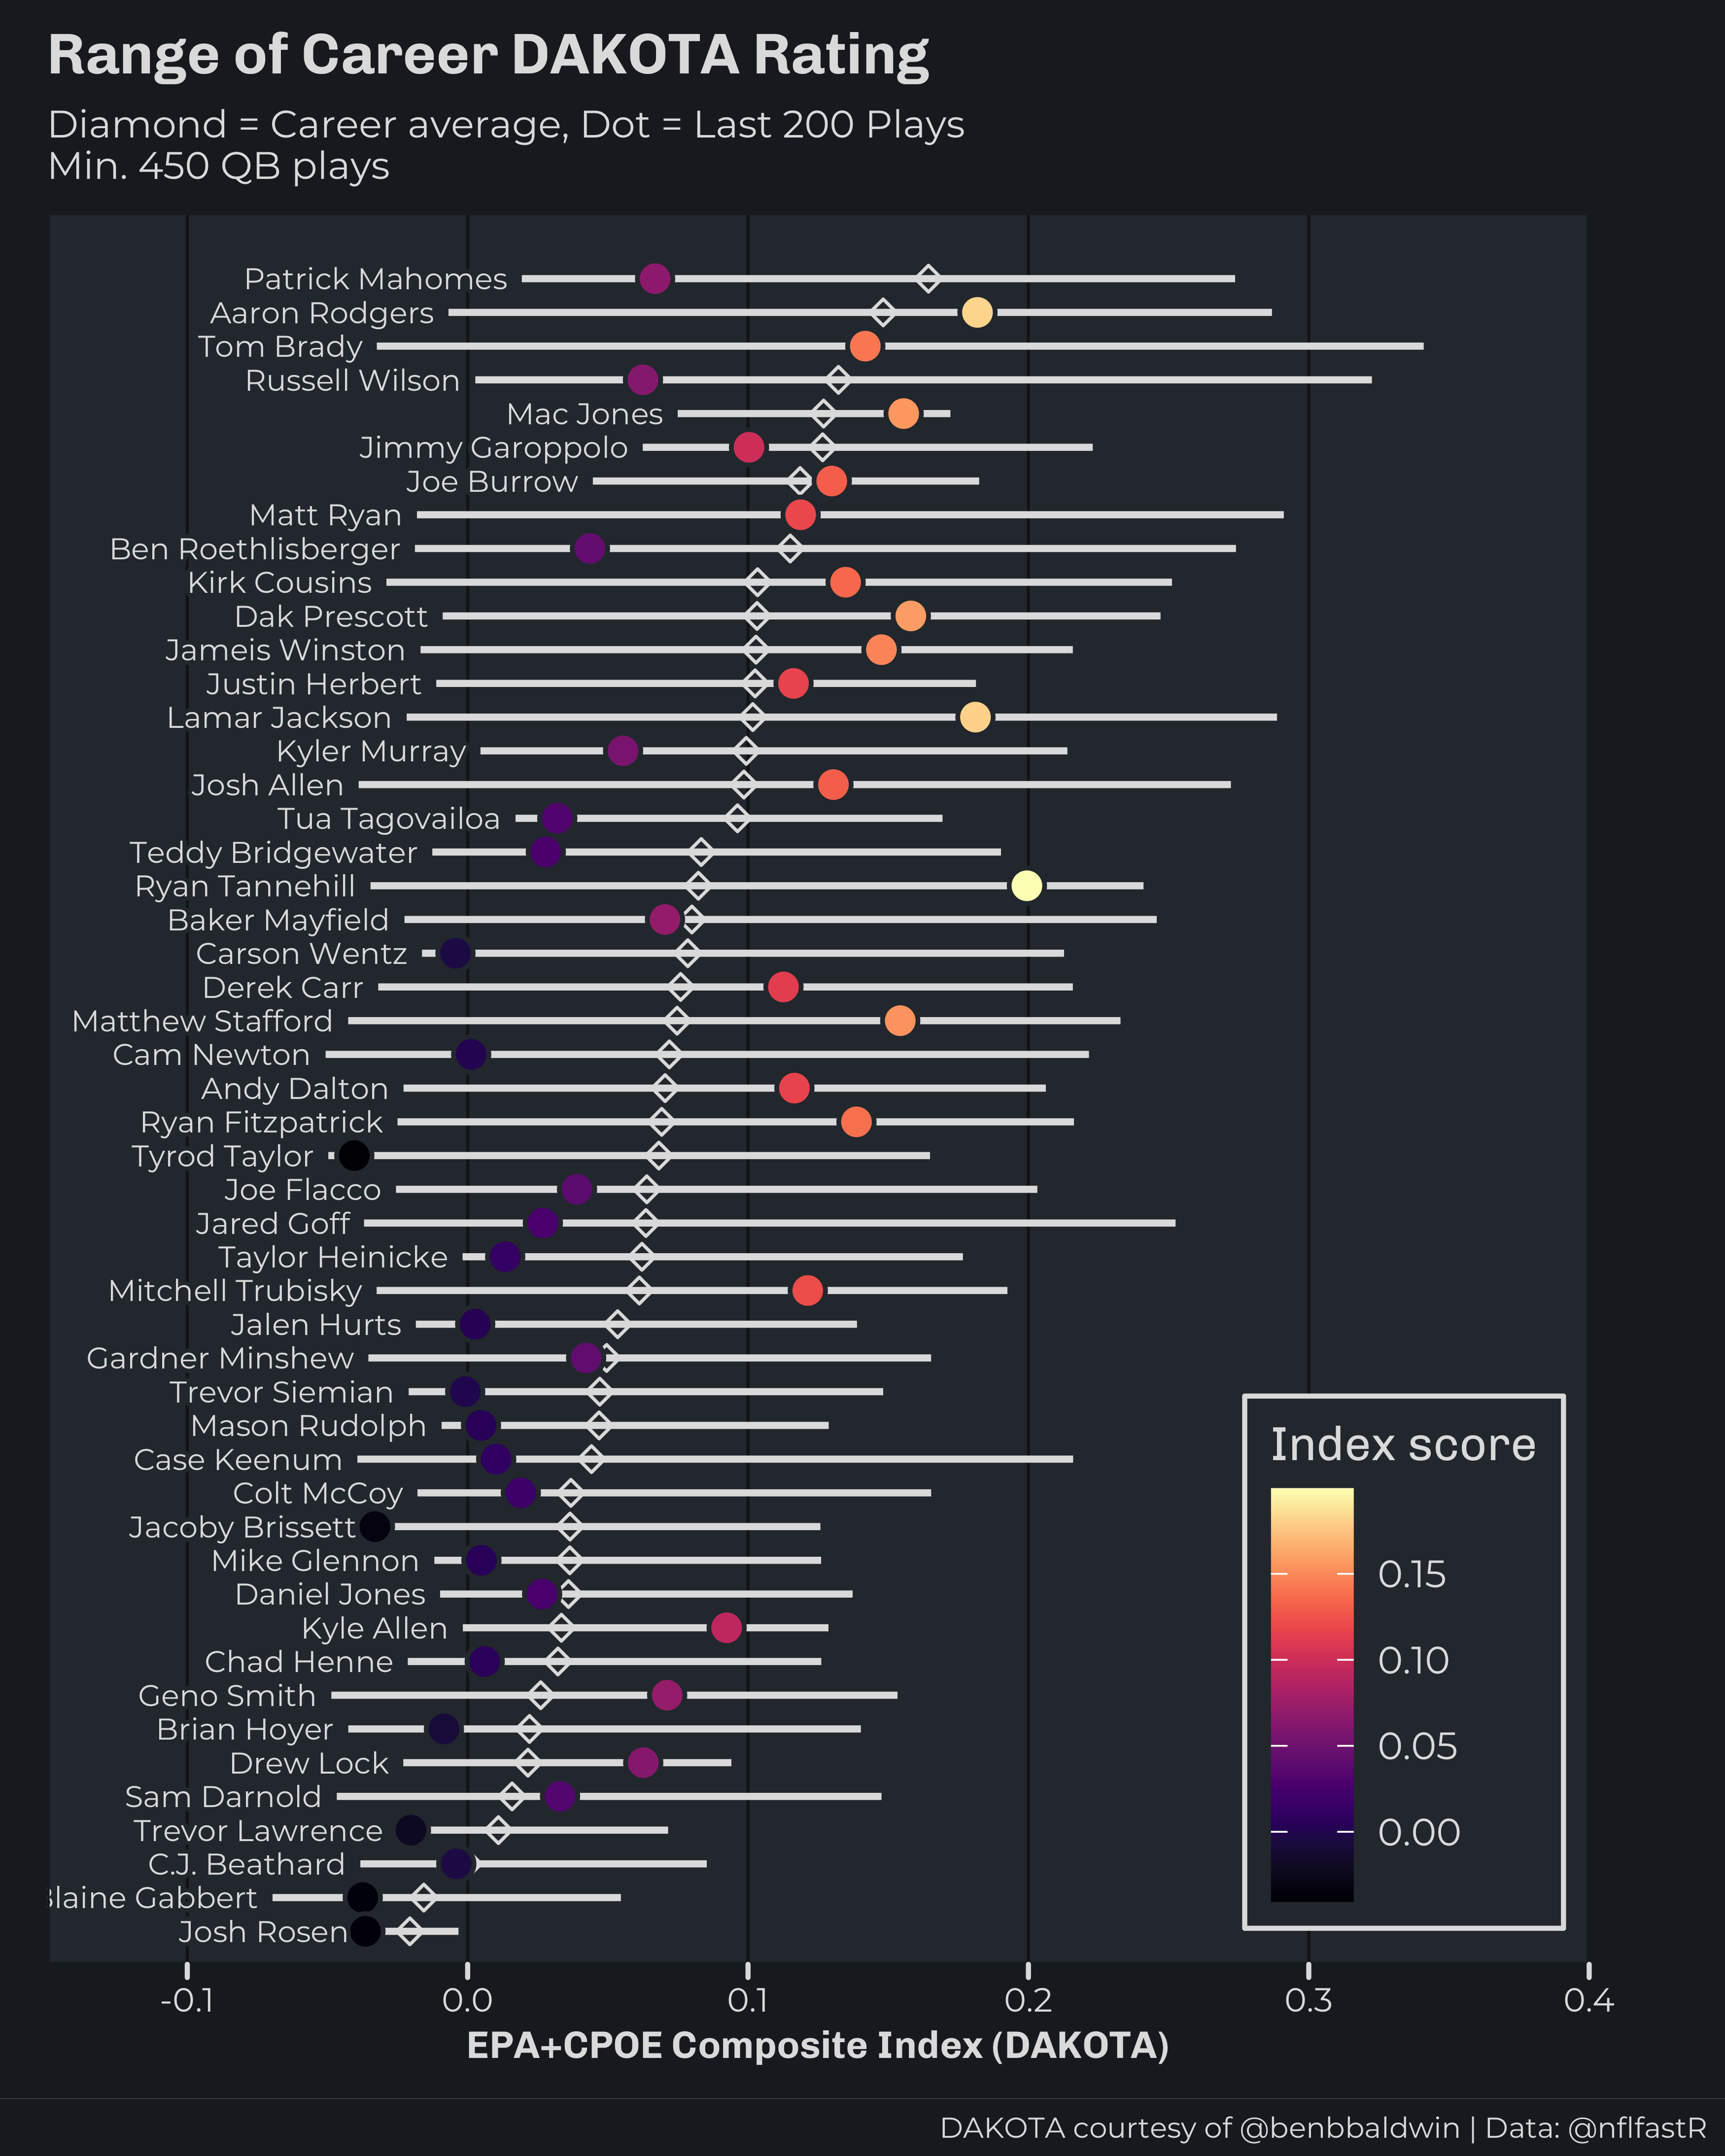 Range of Career DAKOTA Rating
Diamond = Career average, Dot = Last 200 Plays
Min. 450 QB plays
Patrick Mahomes
Aaron Rodgers
Tom Brady
Russell Wilson
Mac Jones
Jimmy Garoppolo
Joe Burrow
Matt Ryan
Ben Roethlisberger
Kirk Cousins
Dak Prescott
Jameis Winston
Justin Herbert
Lamar Jackson
Kyler Murray
Josh Allen
Tua Tagovailoa
Teddy Bridgewater
Ryan Tannehill
Baker Mayfield
Carson Wentz
Derek Carr
Matthew Stafford
Cam Newton
Andy Dalton
Ryan Fitzpatrick
Tyrod Taylor
Joe Flacco
Jared Goff
Taylor Heinicke
Mitchell Trubisky
Jalen Hurts
Gardner Minshew
Trevor Siemian
Mason Rudolph
Case Keenum
Colt McCoy
Jacoby Brissett
Mike Glennon
Daniel Jones
Kyle Allen
Chad Henne
Geno Smith
Brian Hoyer
Drew Lock
Sam Darnold
Trevor Lawrence
C.J. Beathard
Blaine Gabbert
Josh Rosen
Index score
0.15
0.10
0.05
0.00
-0.1 0.0 0.1 0.2 0.3 0.4
EPA+CPOE Composite Index (DAKOTA)
DAKOTA courtesy of @benbbaldwin | Data: @nflfastR